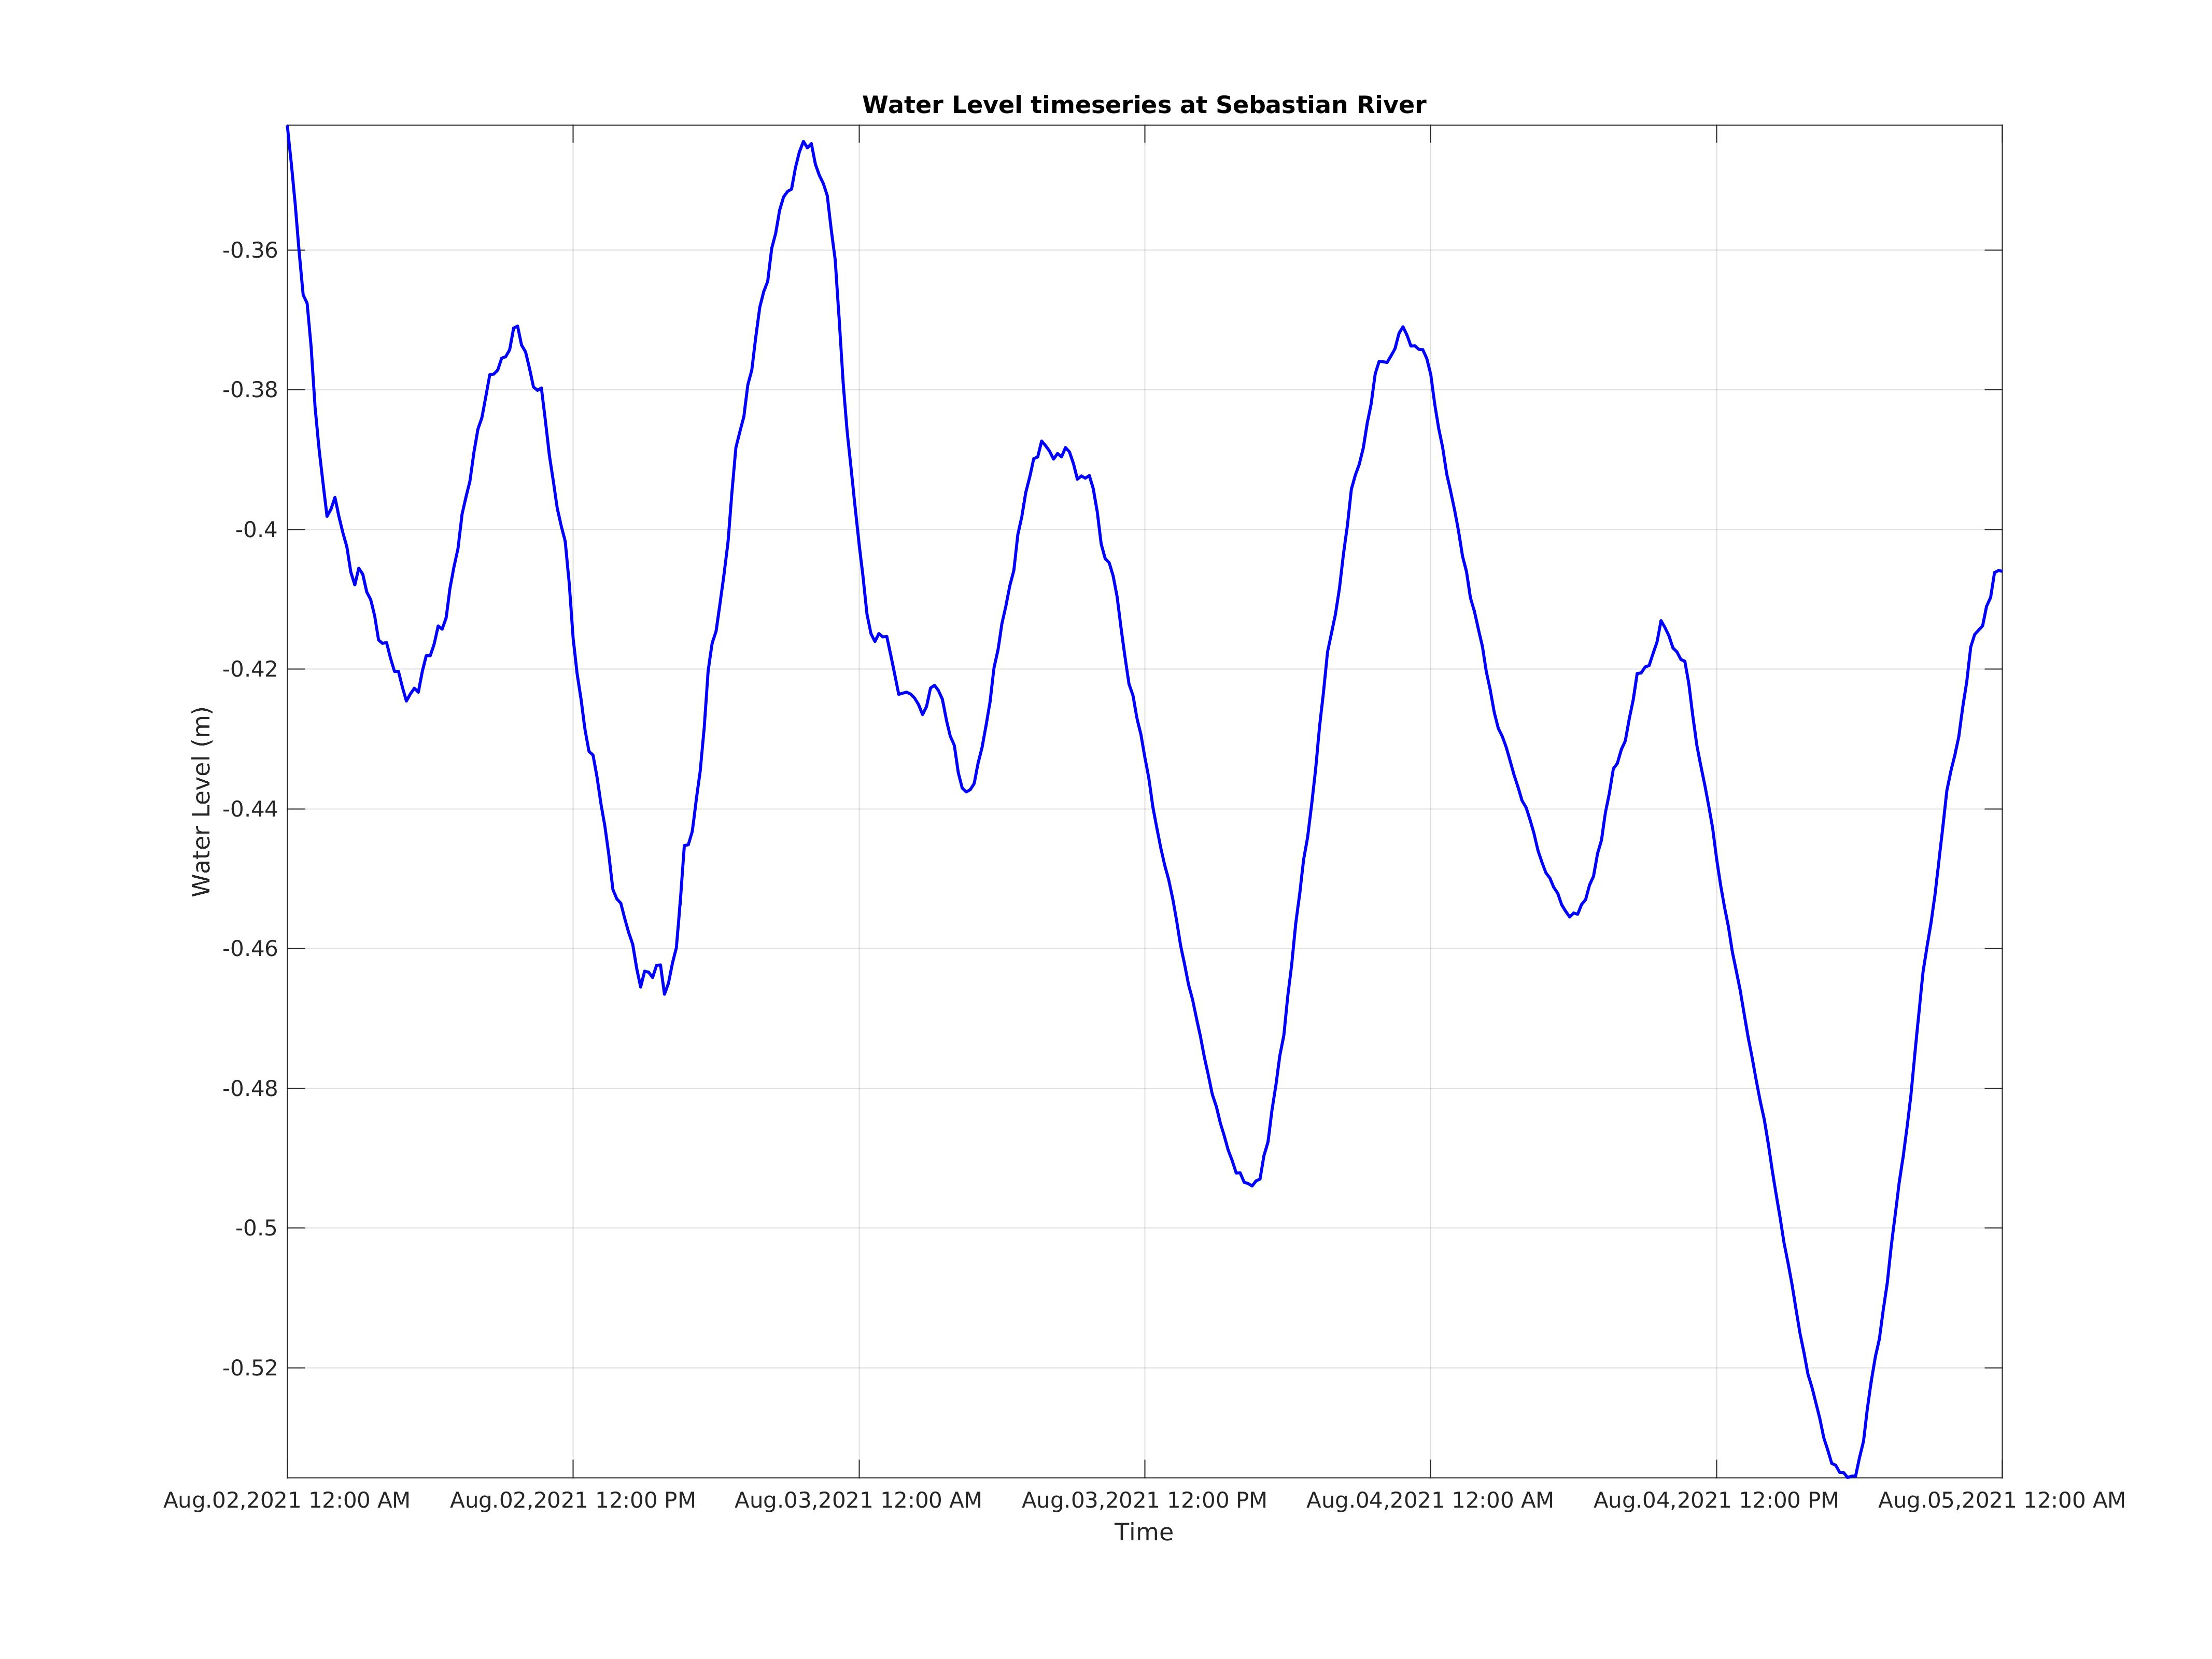 Water Level timeseries at Sebastian River
-0.36
-0.38
-0.4
-0.42
-0.44
-0.46
-0.48
-0.5
-0.52
Water Level (m)
Aug.02,2021 12:00 AM
Aug.02,2021 12:00 PM
Aug.03,2021 12:00 AM
Aug.03,2021 12:00 PM
Aug.04,2021 12:00 AM
Aug.04,2021 12:00 PM
Aug.05,2021 12:00 AM
Time